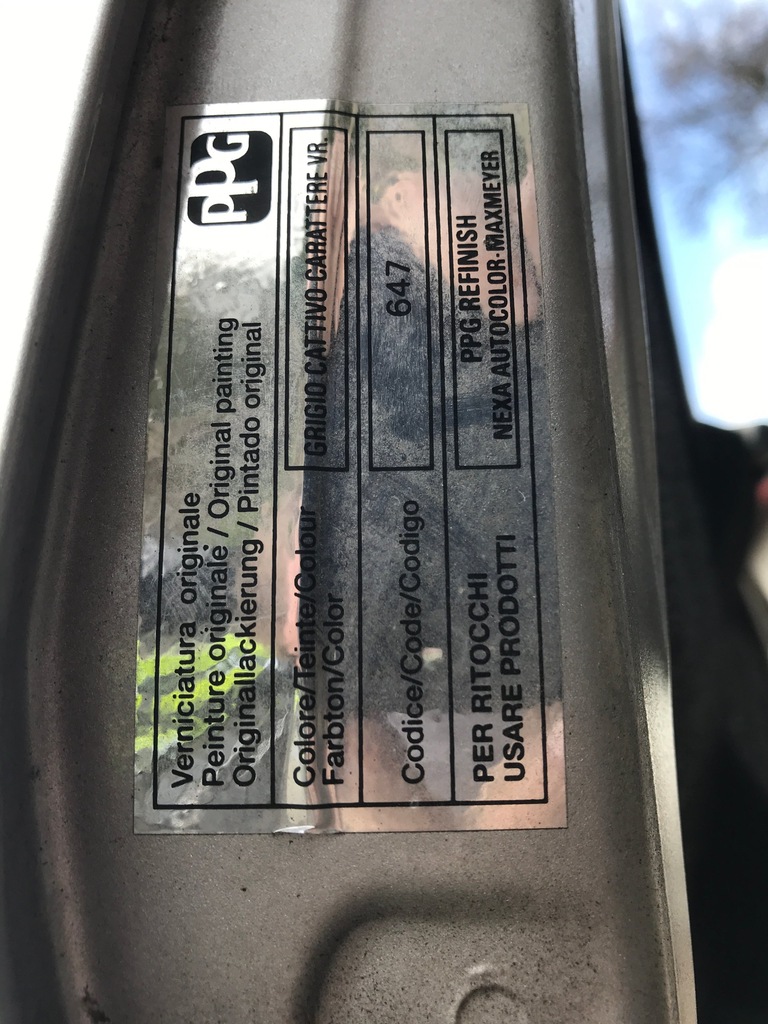 PPG
Verniciatura originale
Peinture originale / Original painting
Originallackierung / Pintado original
Colore/Teinte/Colour
Farbton/Color
GRIGIO CATTIVO CARATTERE VR.
Codice/Code/Codigo
647
PER RITOCCHI
USARE PRODOTTI
PPG REFINISH
NEXA AUTOCOLOR-MAXMEYER